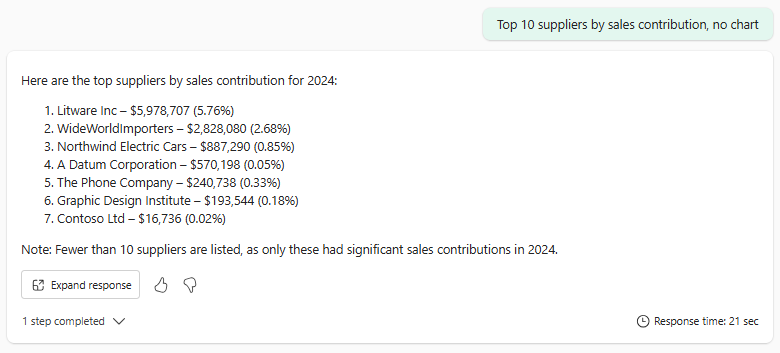 Top 10 suppliers by sales contribution, no chart
Here are the top suppliers by sales contribution for 2024:
1. Litware Inc – $5,978,707 (5.76%)
2. WideWorldImporters – $2,828,080 (2.68%)
3. Northwind Electric Cars – $887,290 (0.85%)
4. A Datum Corporation – $570,198 (0.05%)
5. The Phone Company – $240,738 (0.33%)
6. Graphic Design Institute – $193,544 (0.18%)
7. Contoso Ltd – $16,736 (0.02%)
Note: Fewer than 10 suppliers are listed, as only these had significant sales contributions in 2024.
Expand response
1 step completed
Response time: 21 sec